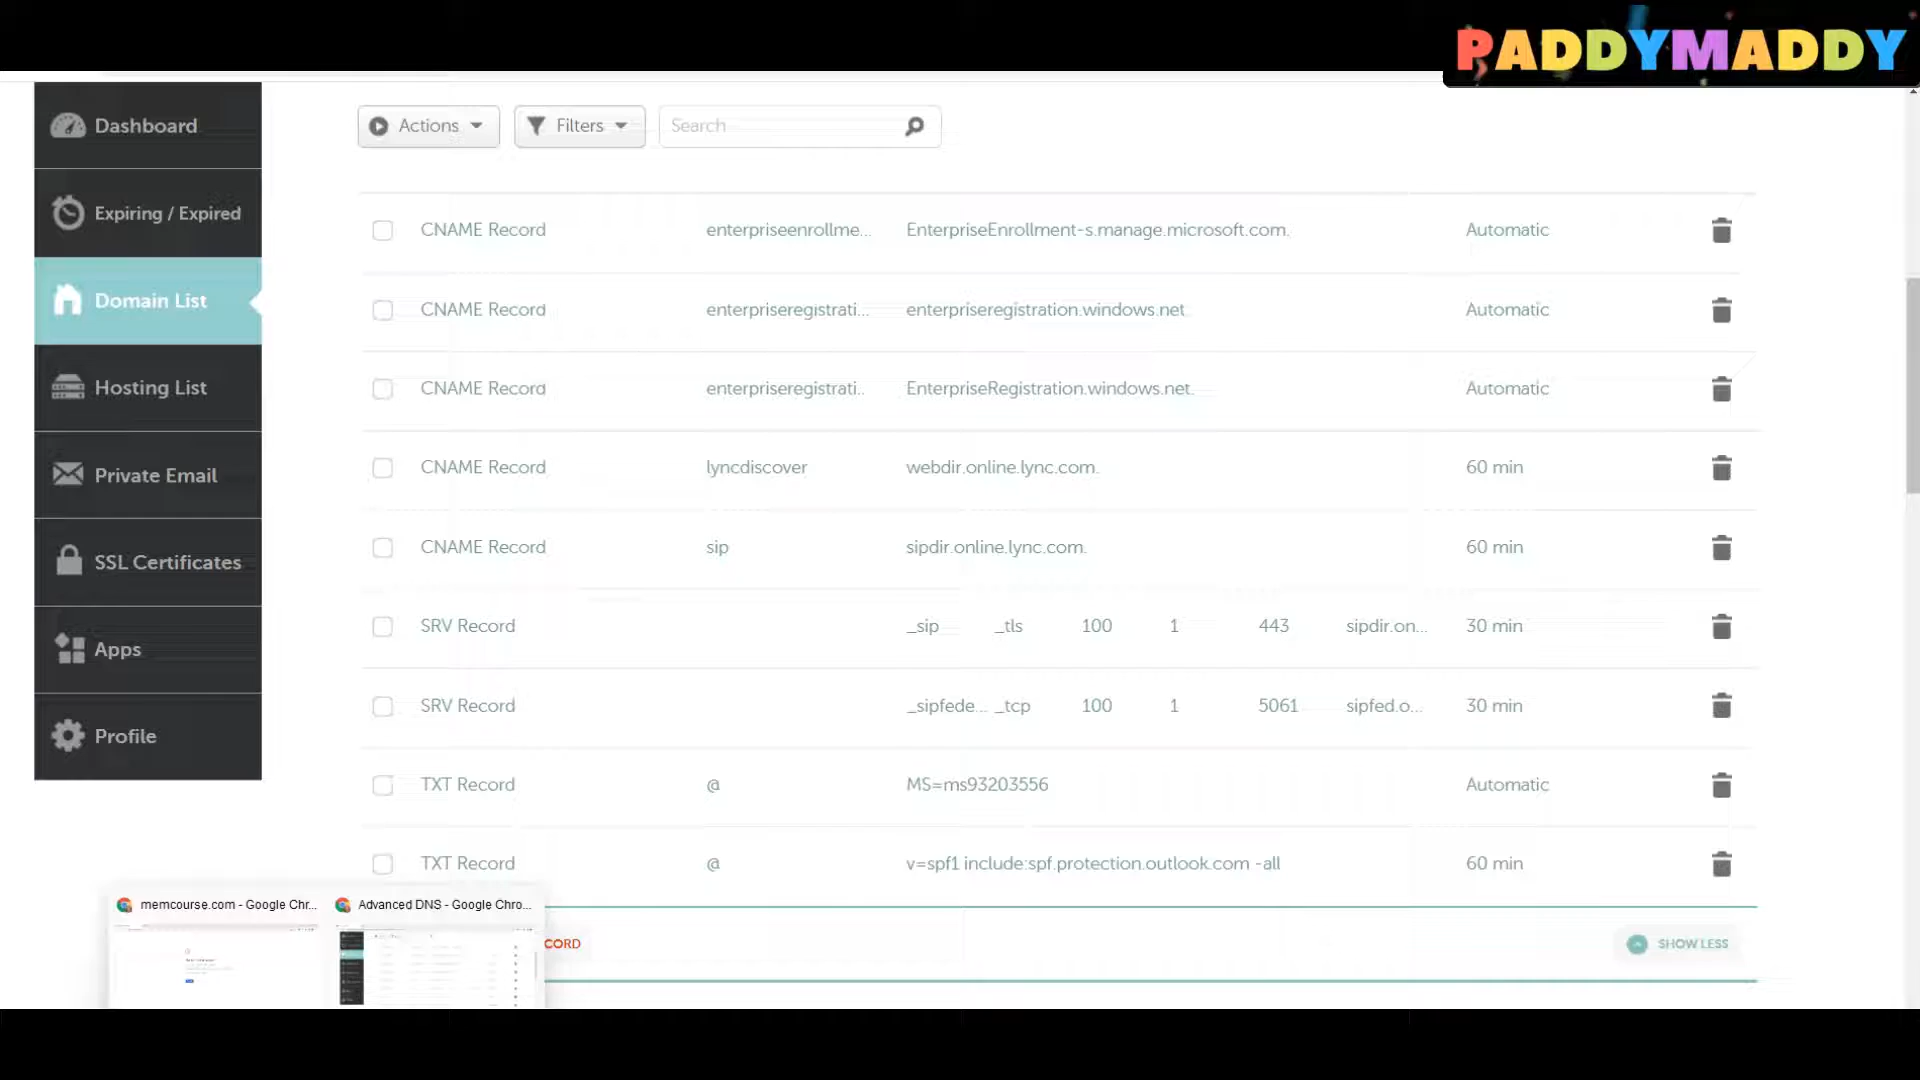 PADDYMADDY
Dashboard
Expiring / Expired
Domain List
Hosting List
Private Email
SSL Certificates
Apps
Profile
Actions Filters Search
CNAME Record enterpriseenrollme... EnterpriseEnrollment-s.manage.microsoft.com. Automatic
CNAME Record enterpriseregistrati... enterpriseregistration.windows.net. Automatic
CNAME Record enterpriseregistrati... EnterpriseRegistration.windows.net. Automatic
CNAME Record lyncdiscover webdir.online.lync.com. 60 min
CNAME Record sip sipdir.online.lync.com. 60 min
SRV Record _sip _tls 100 1 443 sipdir.on... 30 min
SRV Record _sipfede... _tcp 100 1 5061 sipfed.o... 30 min
TXT Record @ MS=ms93203556 Automatic
TXT Record @ v=spf1 include:spf.protection.outlook.com -all 60 min
memcourse.com - Google Chr... Advanced DNS - Google Chro...
CORD SHOW LESS